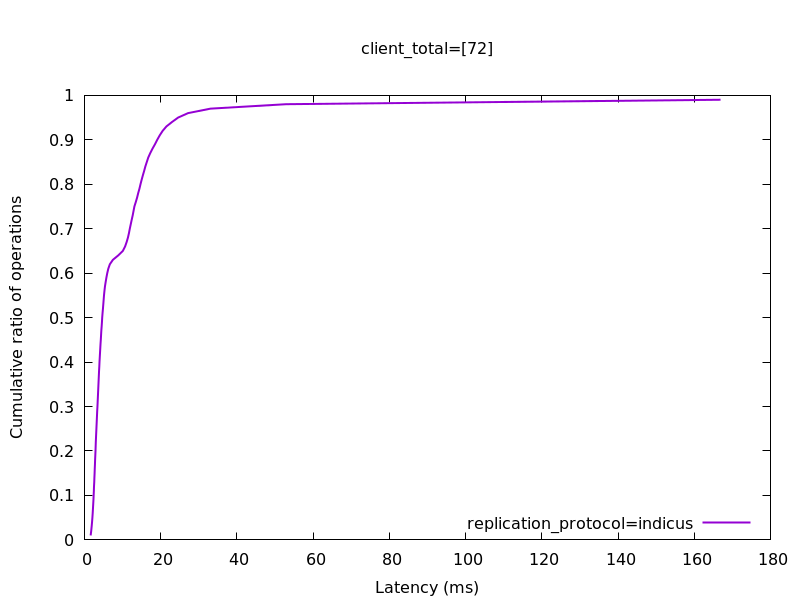 client_total=[72]
1
0.9
0.8
0.7
0.6
0.5
0.4
0.3
0.2
0.1
0
Cumulative ratio of operations
replication_protocol=indicus
0 20 40 60 80 100 120 140 160 180
Latency (ms)